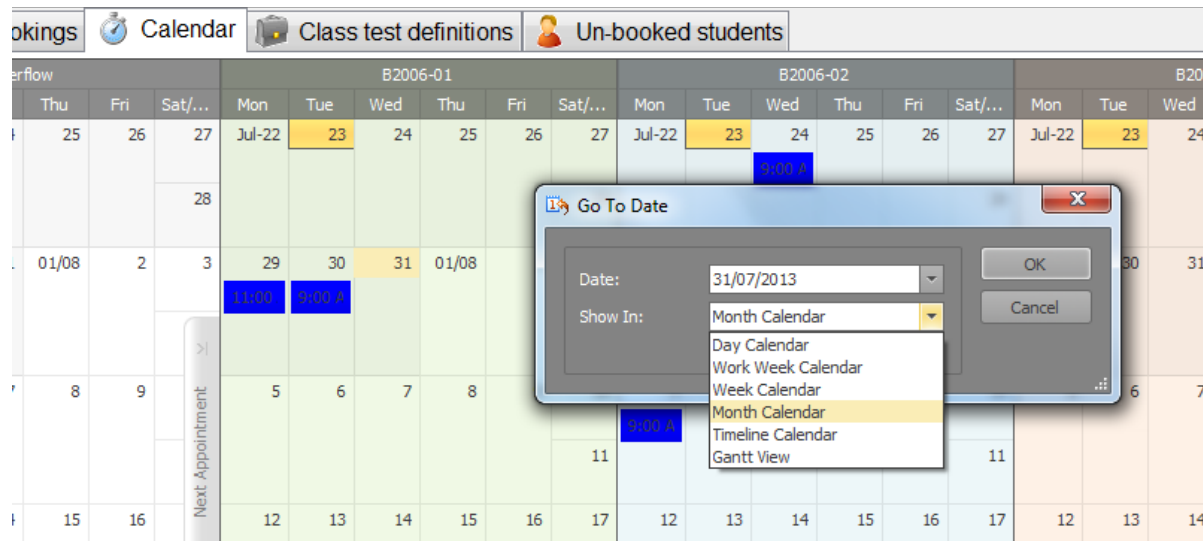 okings Calendar Class test definitions Un-booked students
erflow B2006-01 B2006-02 B20
Thu Fri Sat/... Mon Tue Wed Thu Fri Sat/... Mon Tue Wed Thu Fri Sat/... Mon Tue Wed
25 26 27 Jul-22 23 24 25 26 27 Jul-22 23 24 25 26 27 Jul-22 23 24
9:00 A
28
Go To Date
01/08 2 3 29 30 31 01/08 30 31
11:00 9:00 A
Date: 31/07/2013 OK
Show In: Month Calendar Cancel
Day Calendar
Work Week Calendar
Week Calendar
Month Calendar
Timeline Calendar
Gantt View
8 9 5 6 7 8 6 7
9:00 A
Next Appointment
11 11
15 16 12 13 14 15 16 17 12 13 14 15 16 17 12 13 14